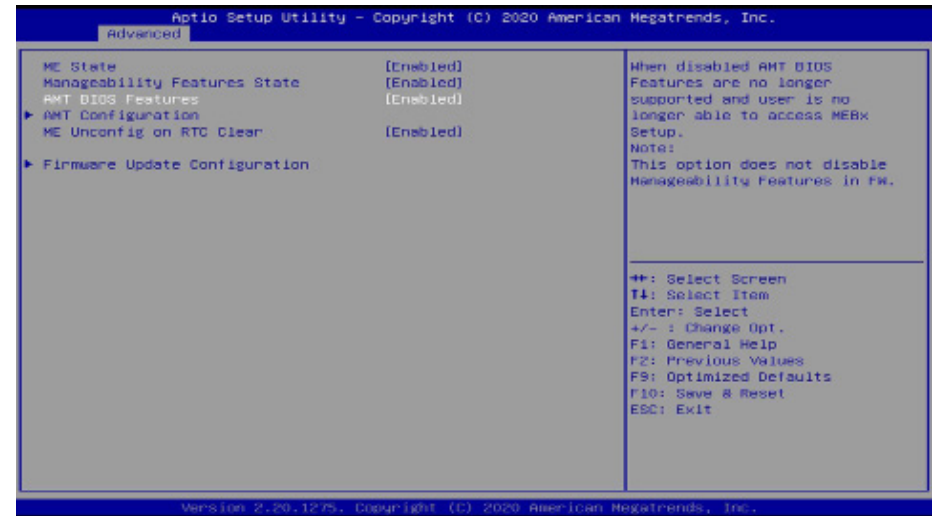 Aptio Setup Utility - Copyright (C) 2020 American Megatrends, Inc.
Advanced
ME State [Enabled]
Manageability Features State [Enabled]
AMT BIOS Features [Enabled]
AMT Configuration
ME Unconfig on RTC Clear [Enabled]
Firmware Update Configuration
When disabled AMT BIOS
Features are no longer
supported and user is no
longer able to access MEBx
Setup.
Note:
This option does not disable
Manageability Features in FW.
↔: Select Screen
↑↓: Select Item
Enter: Select
+/- : Change Opt.
F1: General Help
F2: Previous Values
F9: Optimized Defaults
F10: Save & Reset
ESC: Exit
Version 2.20.1275. Copyright (C) 2020 American Megatrends, Inc.